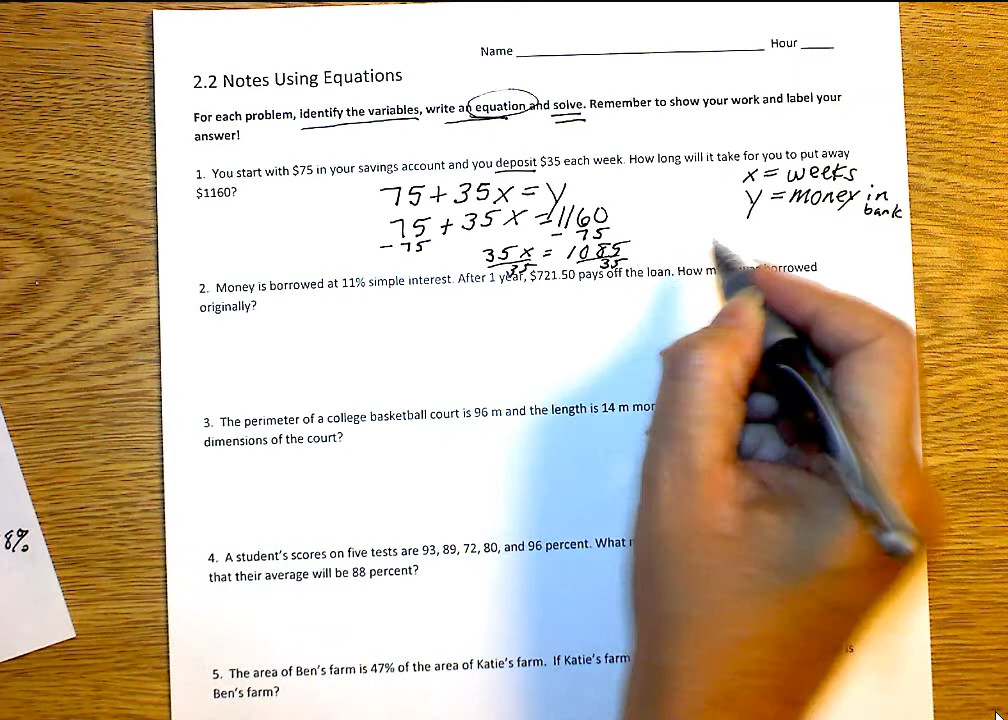 Name Hour
2.2 Notes Using Equations
For each problem, identify the variables, write an equation and solve. Remember to show your work and label your
answer!
1. You start with $75 in your savings account and you deposit $35 each week. How long will it take for you to put away
$1160?
x = weeks
y = money in
bank
75 + 35x = y
75 + 35x = 1160
- 75 - 75
35x = 1085
35 35
2. Money is borrowed at 11% simple interest. After 1 year, $721.50 pays off the loan. How borrowed
originally?
3. The perimeter of a college basketball court is 96 m and the length is 14 m
dimensions of the court?
8%
4. A student's scores on five tests are 93, 89, 72, 80, and 96 percent. What
that their average will be 88 percent?
5. The area of Ben's farm is 47% of the area of Katie's farm. If Katie's farm is
Ben's farm?